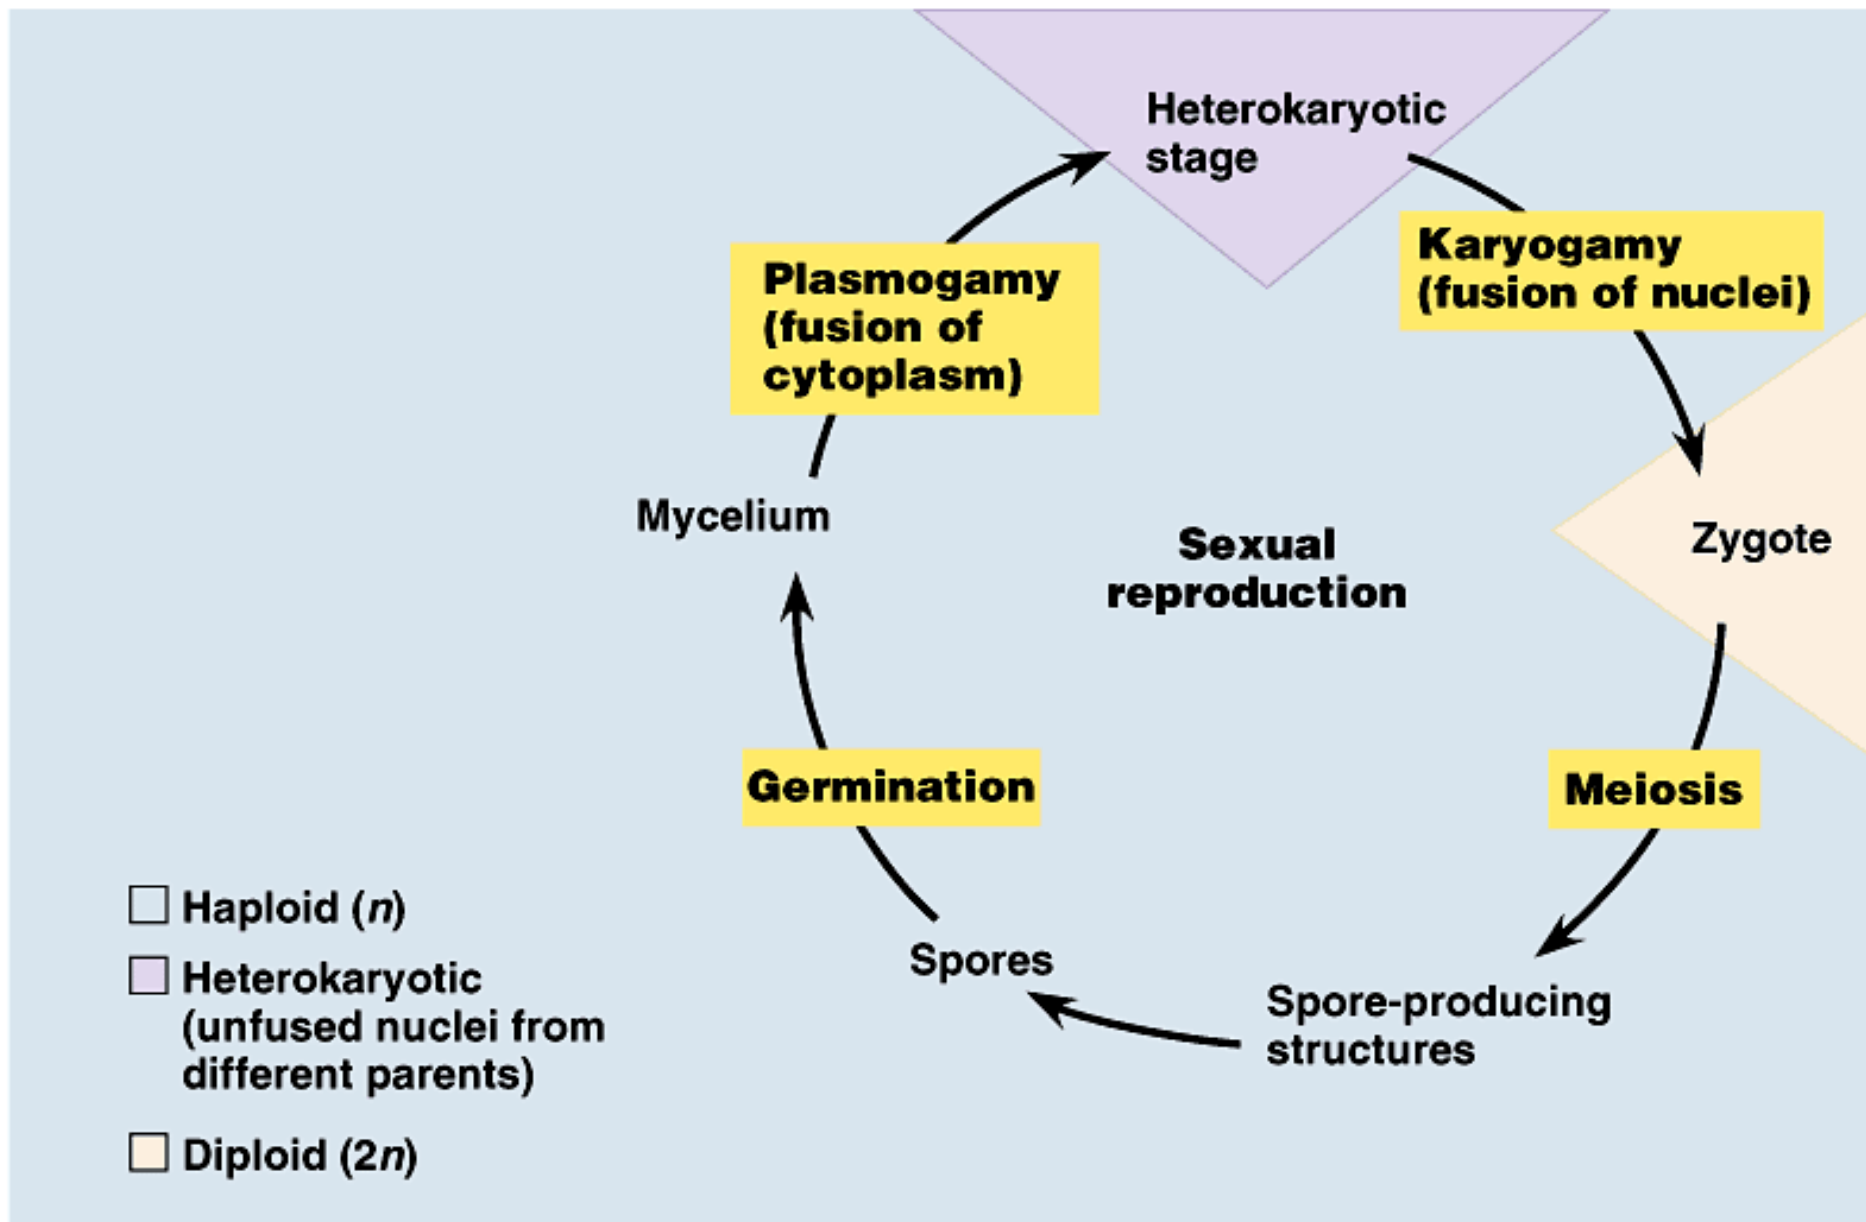 Heterokaryotic
stage
Karyogamy
(fusion of nuclei)
Plasmogamy
(fusion of
cytoplasm)
Mycelium
Sexual
reproduction
Zygote
Germination
Meiosis
Spores
Spore-producing
structures
Haploid (n)
Heterokaryotic
(unfused nuclei from
different parents)
Diploid (2n)